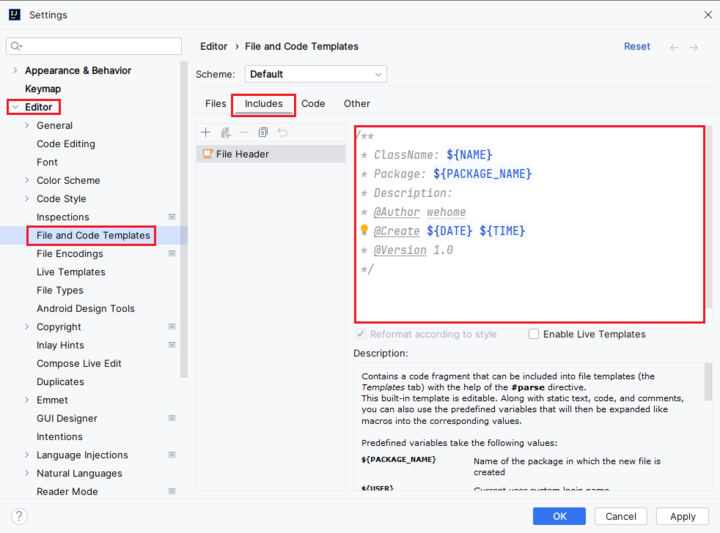 Settings
Editor › File and Code Templates
Reset
Scheme: Default
Files Includes Code Other
Appearance & Behavior
Keymap
Editor
General
Code Editing
Font
Color Scheme
Code Style
Inspections
File and Code Templates
File Encodings
Live Templates
File Types
Android Design Tools
Copyright
Inlay Hints
Compose Live Edit
Duplicates
Emmet
GUI Designer
Intentions
Language Injections
Natural Languages
Reader Mode
File Header
/**
* ClassName: ${NAME}
* Package: ${PACKAGE_NAME}
* Description:
* @Author wehome
* @Create ${DATE} ${TIME}
* @Version 1.0
*/
Reformat according to style
Enable Live Templates
Description:
Contains a code fragment that can be included into file templates (the
Templates tab) with the help of the #parse directive.
This built-in template is editable. Along with static text, code, and comments,
you can also use the predefined variables that will then be expanded like
macros into the corresponding values.
Predefined variables take the following values:
${PACKAGE_NAME} Name of the package in which the new file is
created
${USER} Current user system login name
?
OK
Cancel
Apply